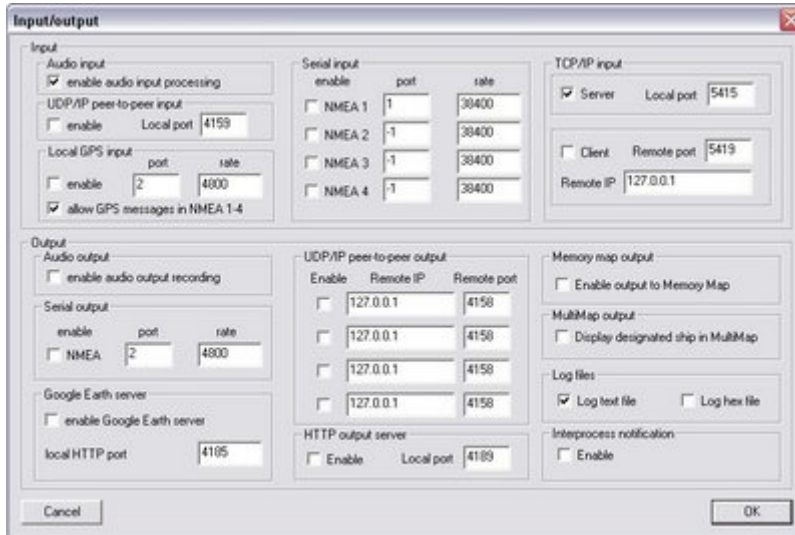 Input/output
Input
Audio input
enable audio input processing
UDP/IP peer-to-peer input
enable Local port 4159
Local GPS input
port rate
enable 2 4800
allow GPS messages in NMEA 1-4
Serial input
enable port rate
NMEA 1 1 38400
NMEA 2 -1 38400
NMEA 3 -1 38400
NMEA 4 -1 38400
TCP/IP input
Server Local port 5415
Client Remote port 5419
Remote IP 127.0.0.1
Output
Audio output
enable audio output recording
Serial output
enable port rate
NMEA 2 4800
Google Earth server
enable Google Earth server
local HTTP port 4185
UDP/IP peer-to-peer output
Enable Remote IP Remote port
127.0.0.1 4158
127.0.0.1 4158
127.0.0.1 4158
127.0.0.1 4158
HTTP output server
Enable Local port 4189
Memory map output
Enable output to Memory Map
MultiMap output
Display designated ship in MultiMap
Log files
Log text file Log hex file
Interprocess notification
Enable
Cancel OK